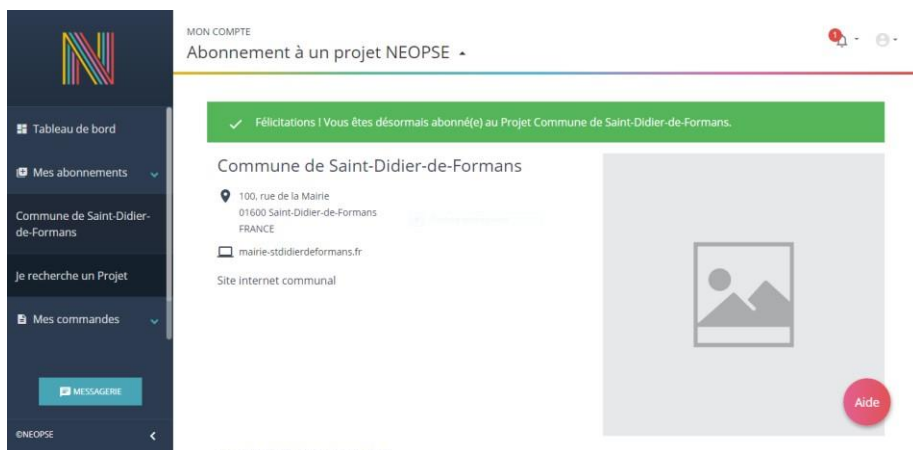 MON COMPTE
Abonnement à un projet NEOPSE
1
Tableau de bord
Mes abonnements
Commune de Saint-Didier-
de-Formans
Je recherche un Projet
Mes commandes
MESSAGERIE
©NEOPSE
Félicitations ! Vous êtes désormais abonné(e) au Projet Commune de Saint-Didier-de-Formans.
Commune de Saint-Didier-de-Formans
100, rue de la Mairie
01600 Saint-Didier-de-Formans
FRANCE
mairie-stdidierdeformans.fr
Site internet communal
Aide